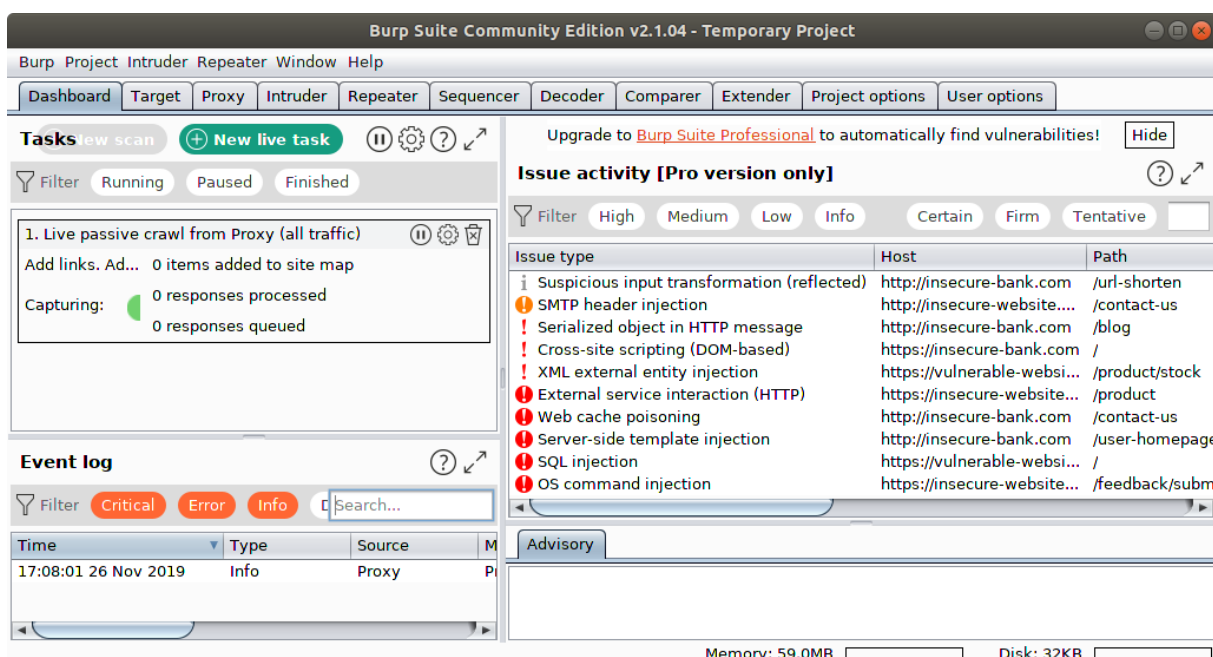 Burp Suite Community Edition v2.1.04 - Temporary Project
Burp Project Intruder Repeater Window Help
Dashboard Target Proxy Intruder Repeater Sequencer Decoder Comparer Extender Project options User options
Tasks New scan New live task
Filter Running Paused Finished
1. Live passive crawl from Proxy (all traffic)
Add links. Ad... 0 items added to site map
Capturing: 0 responses processed
0 responses queued
Event log
Filter Critical Error Info D Search...
Time Type Source M
17:08:01 26 Nov 2019 Info Proxy
Upgrade to Burp Suite Professional to automatically find vulnerabilities! Hide
Issue activity [Pro version only]
Filter High Medium Low Info Certain Firm Tentative
Issue type Host Path
Suspicious input transformation (reflected) http://insecure-bank.com /url-shorten
SMTP header injection http://insecure-website.... /contact-us
Serialized object in HTTP message http://insecure-bank.com /blog
Cross-site scripting (DOM-based) https://insecure-bank.com /
XML external entity injection https://vulnerable-websi... /product/stock
External service interaction (HTTP) https://insecure-website... /product
Web cache poisoning http://insecure-bank.com /contact-us
Server-side template injection http://insecure-bank.com /user-homepage
SQL injection https://vulnerable-websi... /
OS command injection https://insecure-website... /feedback/subm
Advisory
Memory: 59.0MB Disk: 32KB